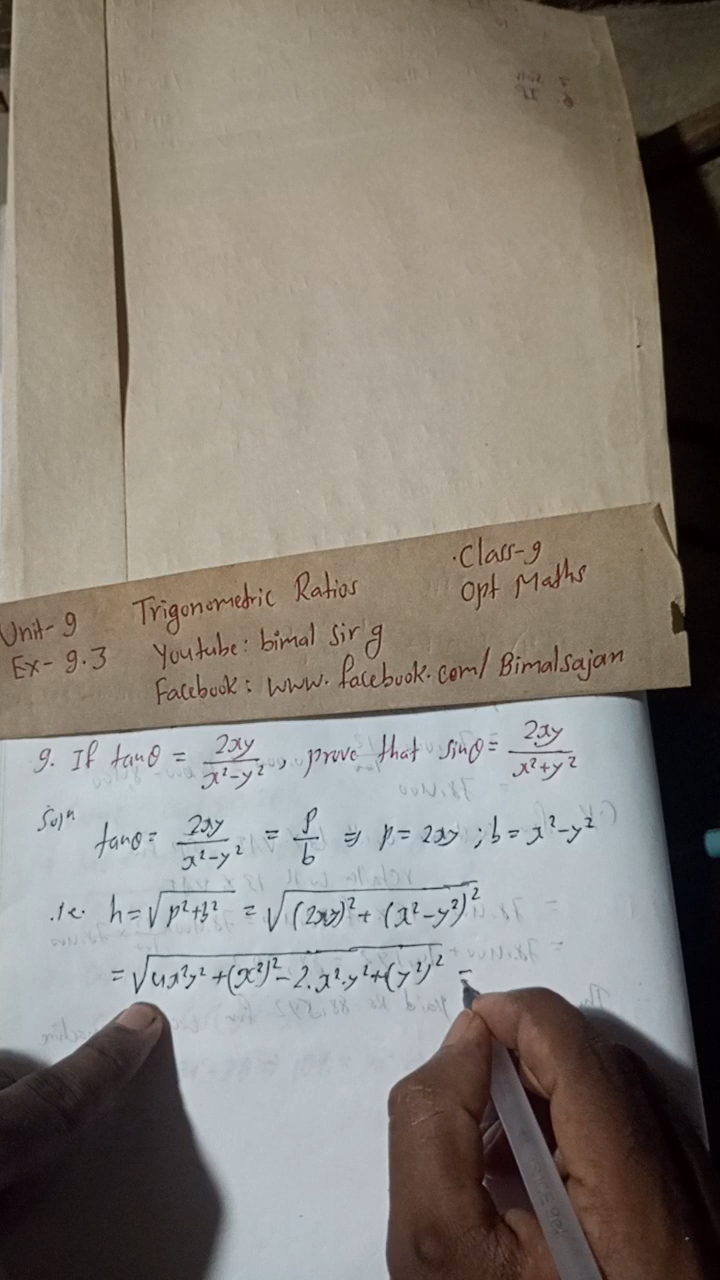 Unit-9 Trigonometric Ratios Class-9
Ex-9.3 Youtube: bimal sir g Opt Maths
Facebook: www.facebook.com/Bimalsajan
9. If tanθ = 2xy/(x²-y²), prove that sinθ = 2xy/(x²+y²)
Solⁿ
tanθ = 2xy/(x²-y²) = p/b ⇒ p = 2xy ; b = x²-y²
.ie. h = √(p²+b²) = √((2xy)² + (x²-y²)²)
= √(4x²y² + (x²)² - 2.x².y² + (y²)²) =